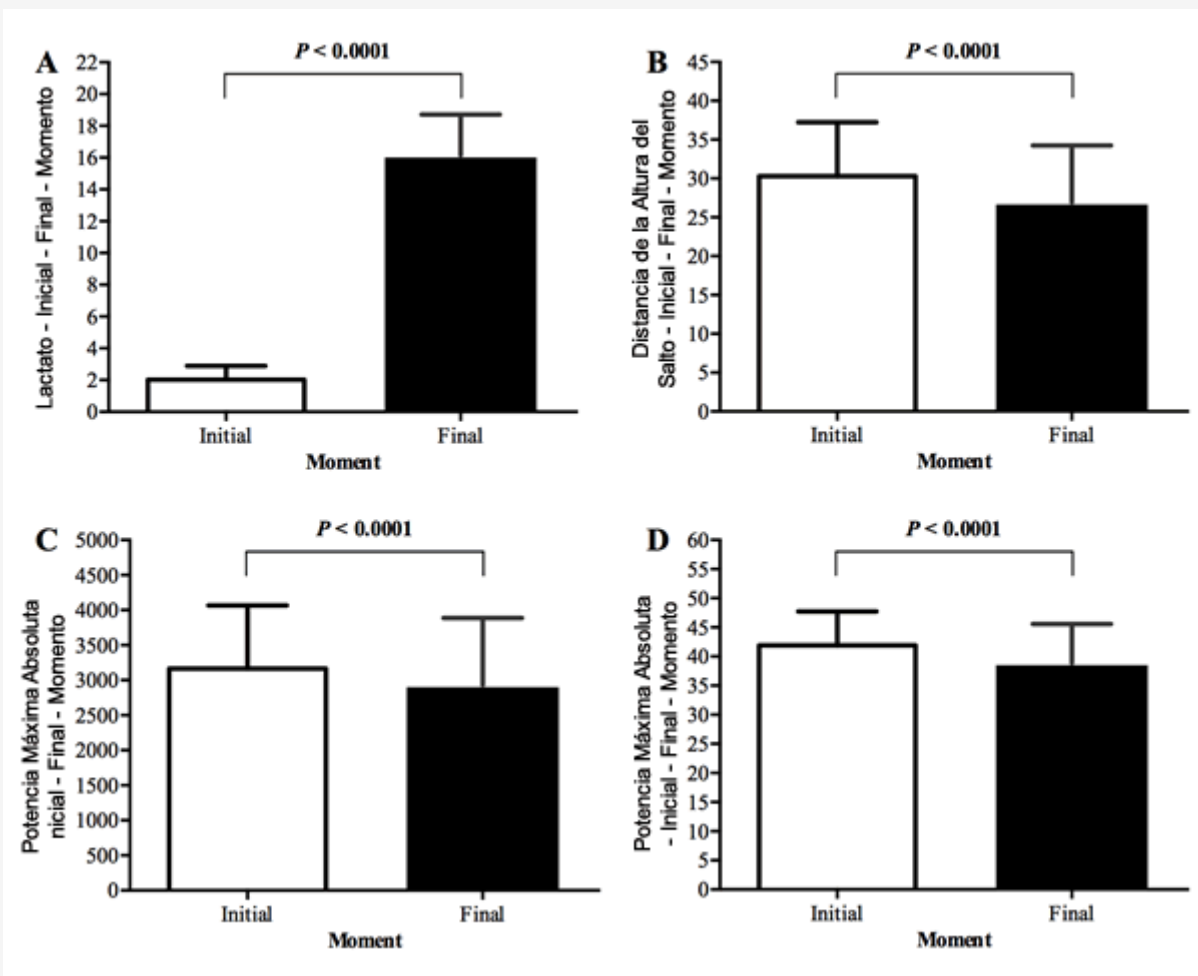 A
P < 0.0001
Lactato - Inicial - Final - Momento
22
20
18
16
14
12
10
8
6
4
2
0
Initial
Final
Moment
B
P < 0.0001
Distancia de la Altura del
Salto - Inicial - Final - Momento
45
40
35
30
25
20
15
10
5
0
Initial
Final
Moment
C
P < 0.0001
Potencia Máxima Absoluta
nicial - Final - Momento
5000
4500
4000
3500
3000
2500
2000
1500
1000
500
0
Initial
Final
Moment
D
P < 0.0001
Potencia Máxima Absoluta
- Inicial - Final - Momento
60
55
50
45
40
35
30
25
20
15
10
5
0
Initial
Final
Moment